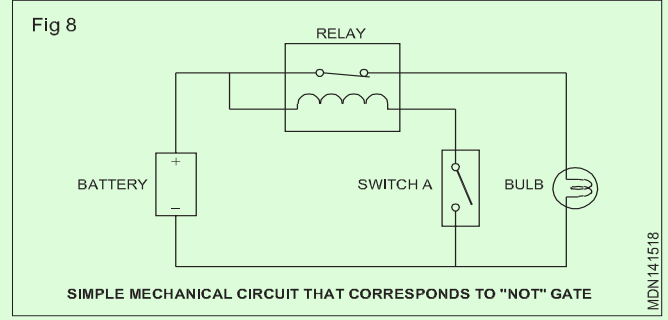 Fig 8
RELAY
BATTERY
+
–
SWITCH A
BULB
SIMPLE MECHANICAL CIRCUIT THAT CORRESPONDS TO "NOT" GATE
MDN141518